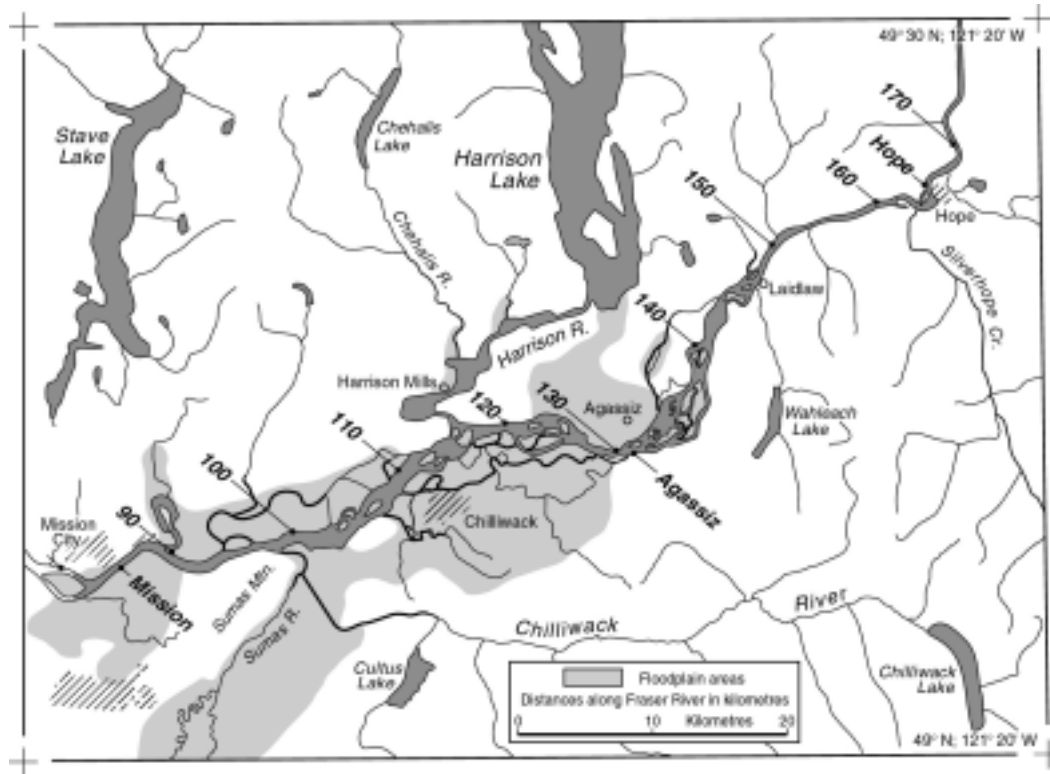 49° 30 N; 121° 20' W
170
Stave
Lake
Chehalis
Lake
Harrison
Lake
Hope
160
150
Hope
Chehalis R.
Silverhope Cr.
Laidlaw
140
Harrison R.
Harrison Mills
130
120
Agassiz
Wahleach
Lake
110
100
Agassiz
Chilliwack
90
Mission
City
Mission
Sumas Mtn.
Sumas R.
River
Chilliwack
Cultus
Lake
Chilliwack
Lake
Floodplain areas
Distances along Fraser River in kilometres
0 10 Kilometres 20
49° N; 121° 20' W